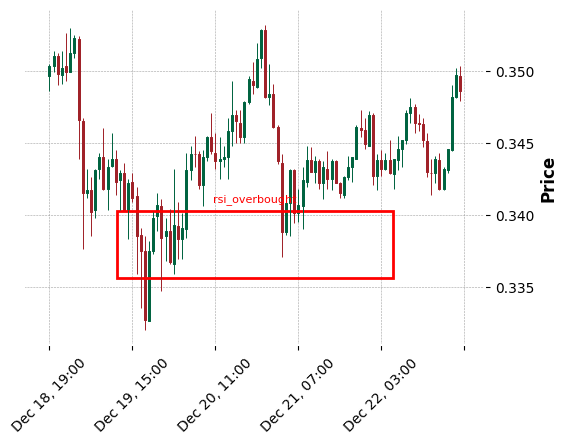 0.350
0.345
0.340
0.335
Price
rsi_overbought
Dec 18, 19:00
Dec 19, 15:00
Dec 20, 11:00
Dec 21, 07:00
Dec 22, 03:00